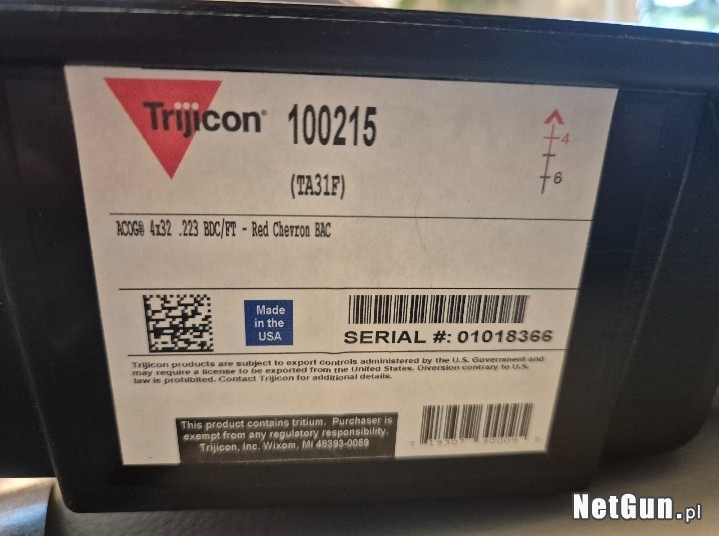 Trijicon® 100215
(TA31F)
4
6
ACOG® 4x32 .223 BDC/FT - Red Chevron BAC
Made
in the
USA
SERIAL #: 01018366
Trijicon products are subject to export controls administered by the U.S. Government and
may require a license to be exported from the United States. Diversion contrary to U.S.
law is prohibited. Contact Trijicon for additional details.
This product contains tritium. Purchaser is
exempt from any regulatory responsibility.
Trijicon, Inc. Wixom, MI 48393-0059
NetGun.pl